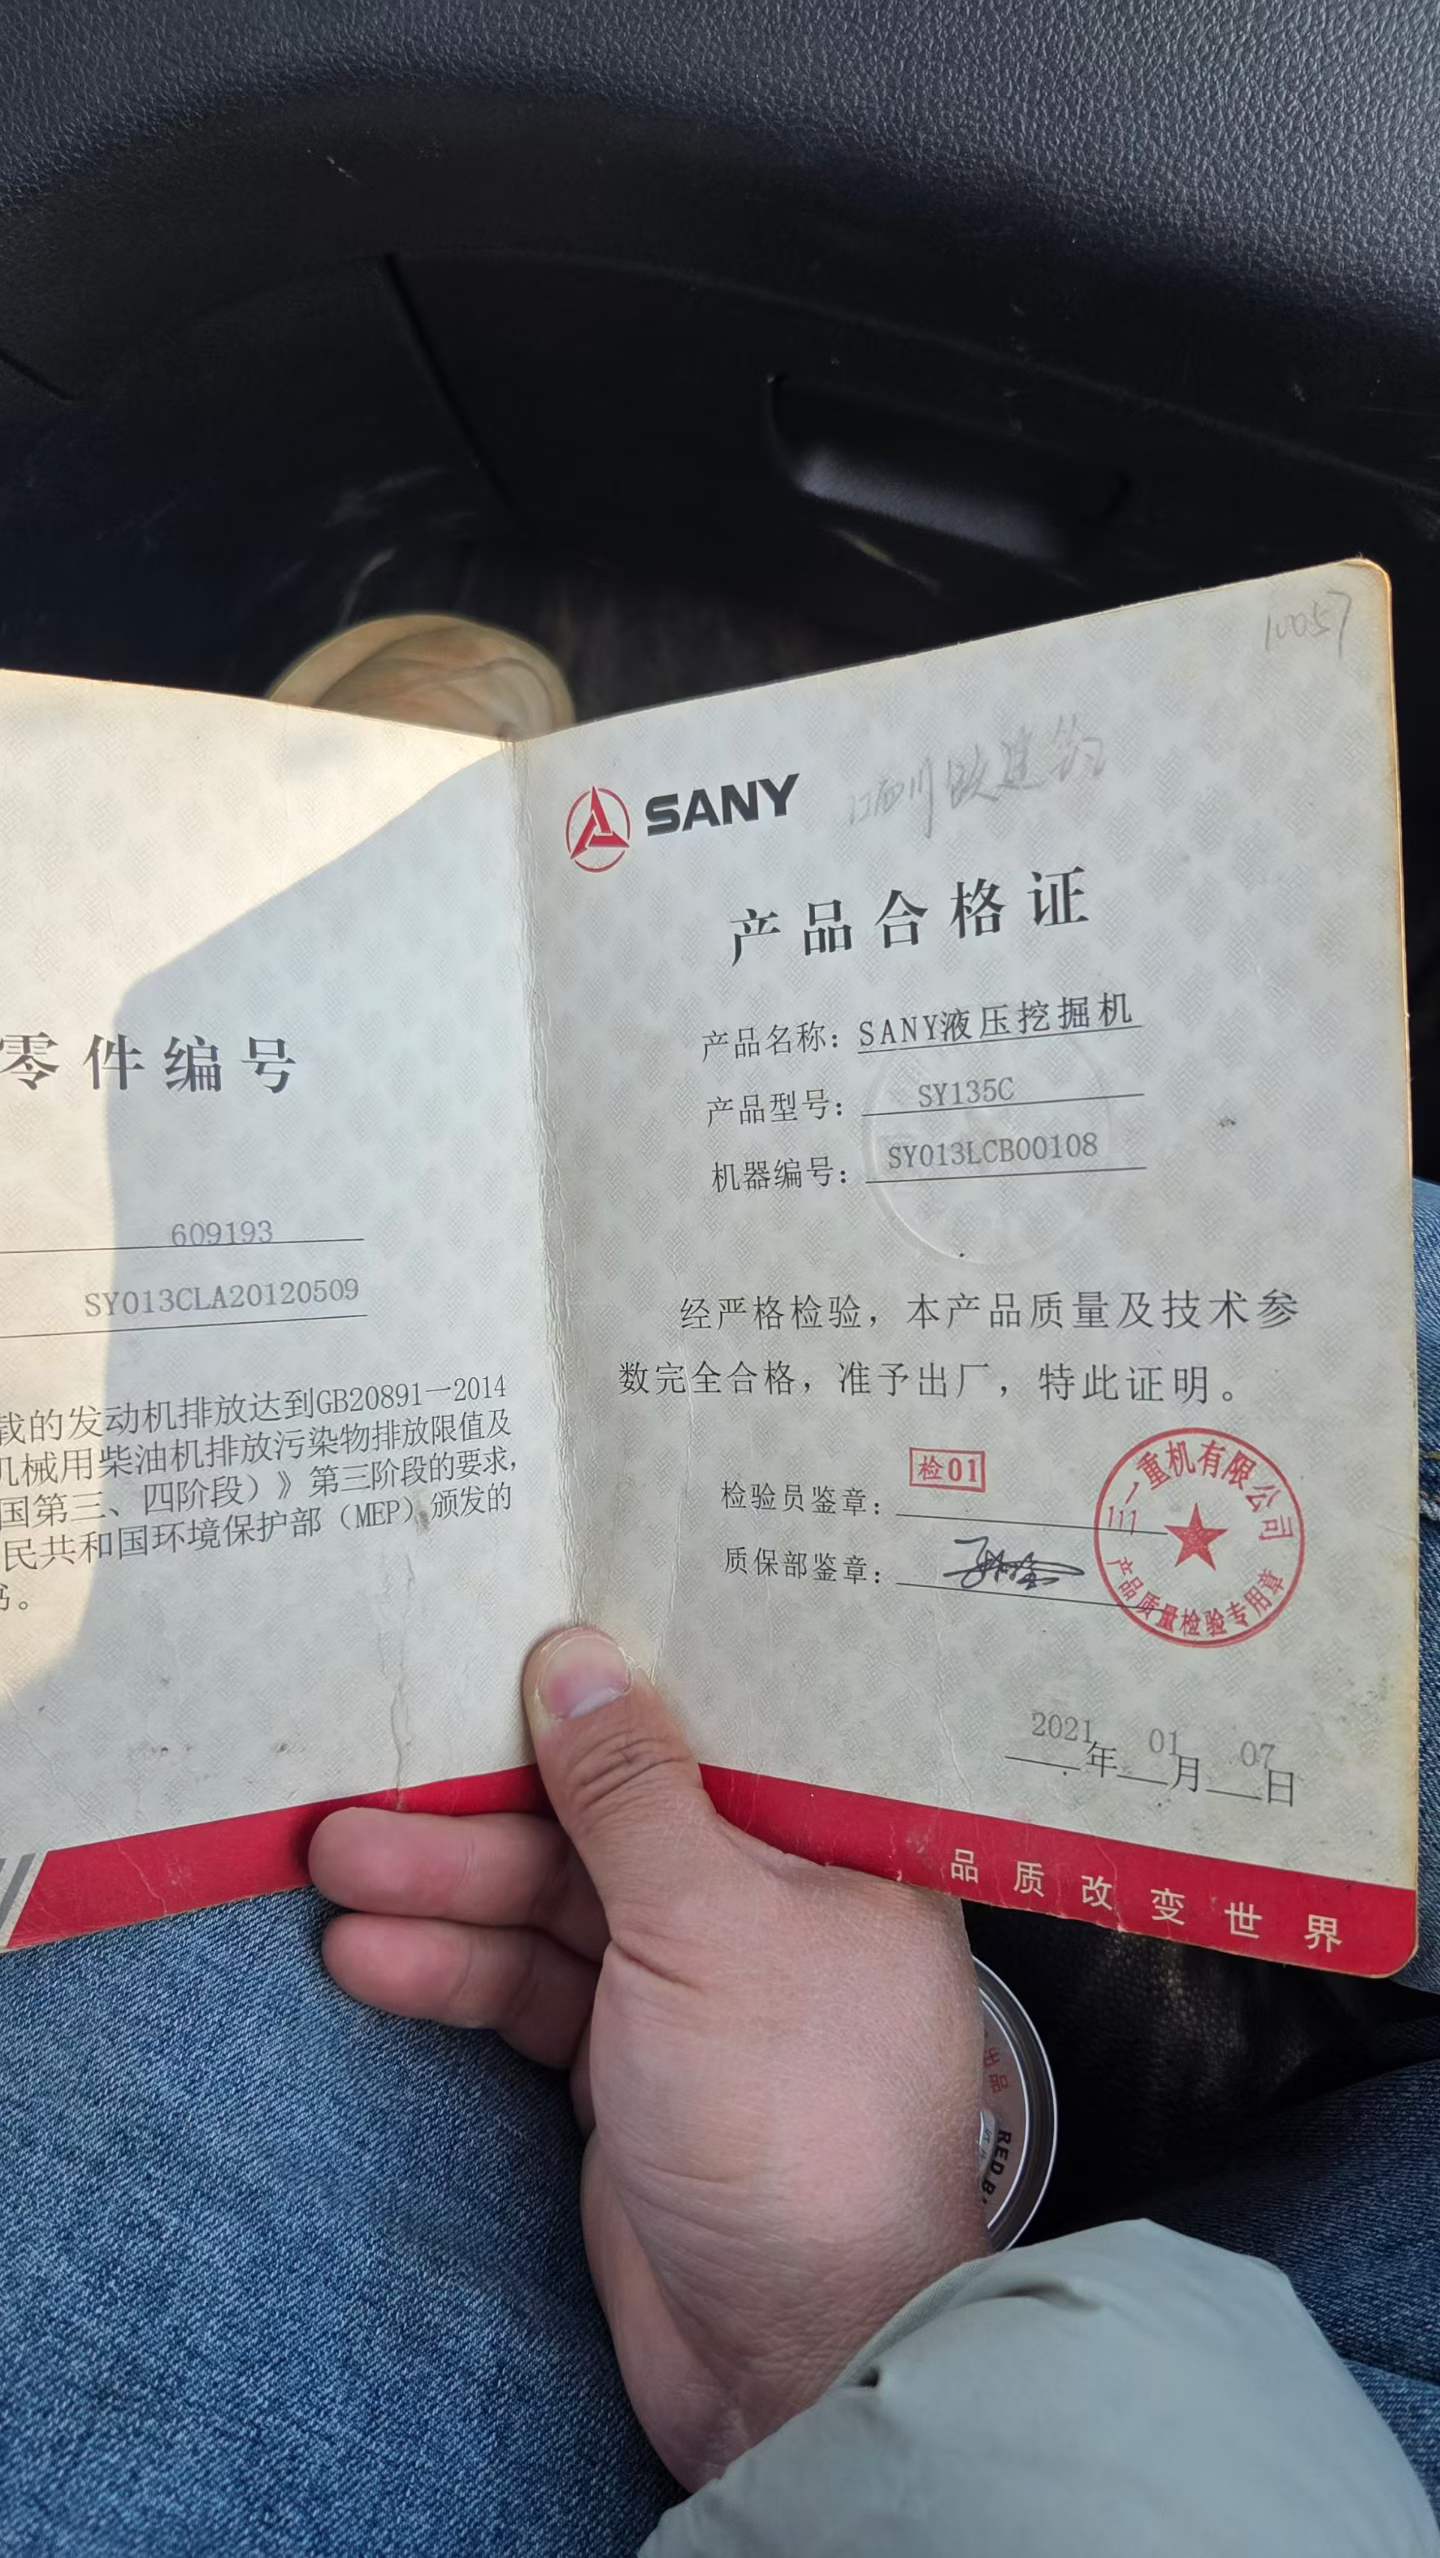 零件编号
609193
SY013CLA20120509
载的发动机排放达到GB20891—2014
机械用柴油机排放污染物排放限值及
国第三、四阶段）》第三阶段的要求，
民共和国环境保护部（MEP）颁发的
书。
10057
SANY
产品合格证
产品名称：SANY液压挖掘机
产品型号：SY135C
机器编号：SY013LCB00108
经严格检验，本产品质量及技术参
数完全合格，准予出厂，特此证明。
检验员鉴章：检01
质保部鉴章：
一重机有限公司
产品质量检验专用章
2021年01月07日
品质改变世界